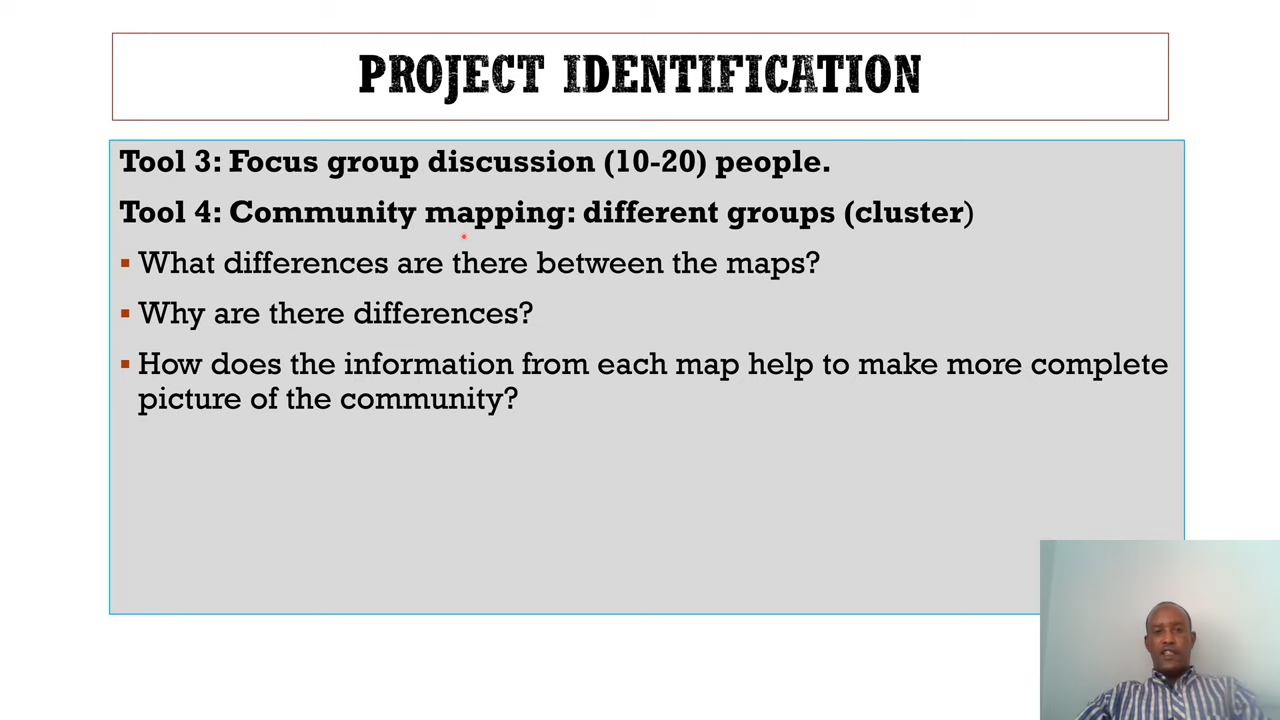 PROJECT IDENTIFICATION
Tool 3: Focus group discussion (10-20) people.
Tool 4: Community mapping: different groups (cluster)
▪ What differences are there between the maps?
▪ Why are there differences?
▪ How does the information from each map help to make more complete
picture of the community?